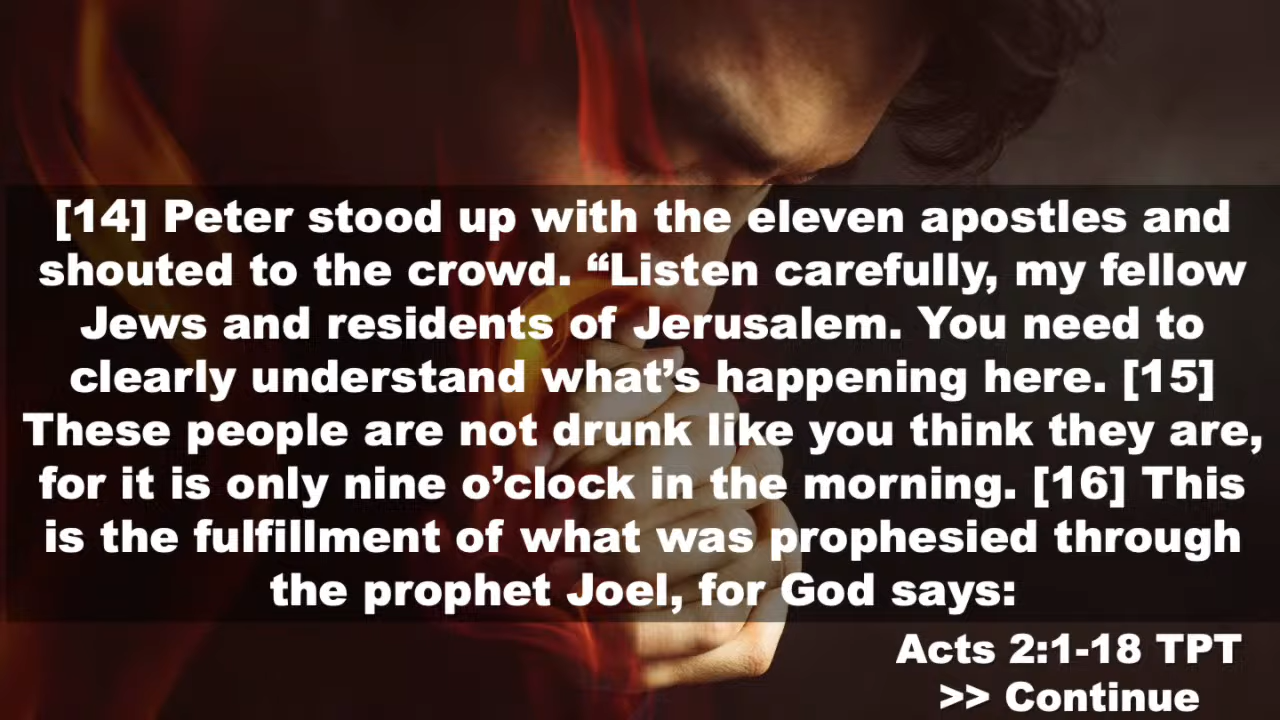 [14] Peter stood up with the eleven apostles and
shouted to the crowd. “Listen carefully, my fellow
Jews and residents of Jerusalem. You need to
clearly understand what’s happening here. [15]
These people are not drunk like you think they are,
for it is only nine o’clock in the morning. [16] This
is the fulfillment of what was prophesied through
the prophet Joel, for God says:
Acts 2:1-18 TPT
>> Continue